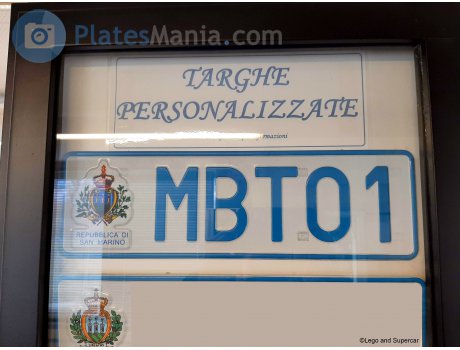 PlatesMania.com
TARGHE
PERSONALIZZATE
REPUBBLICA DI
SAN MARINO
MBT01
©Lego and Supercar